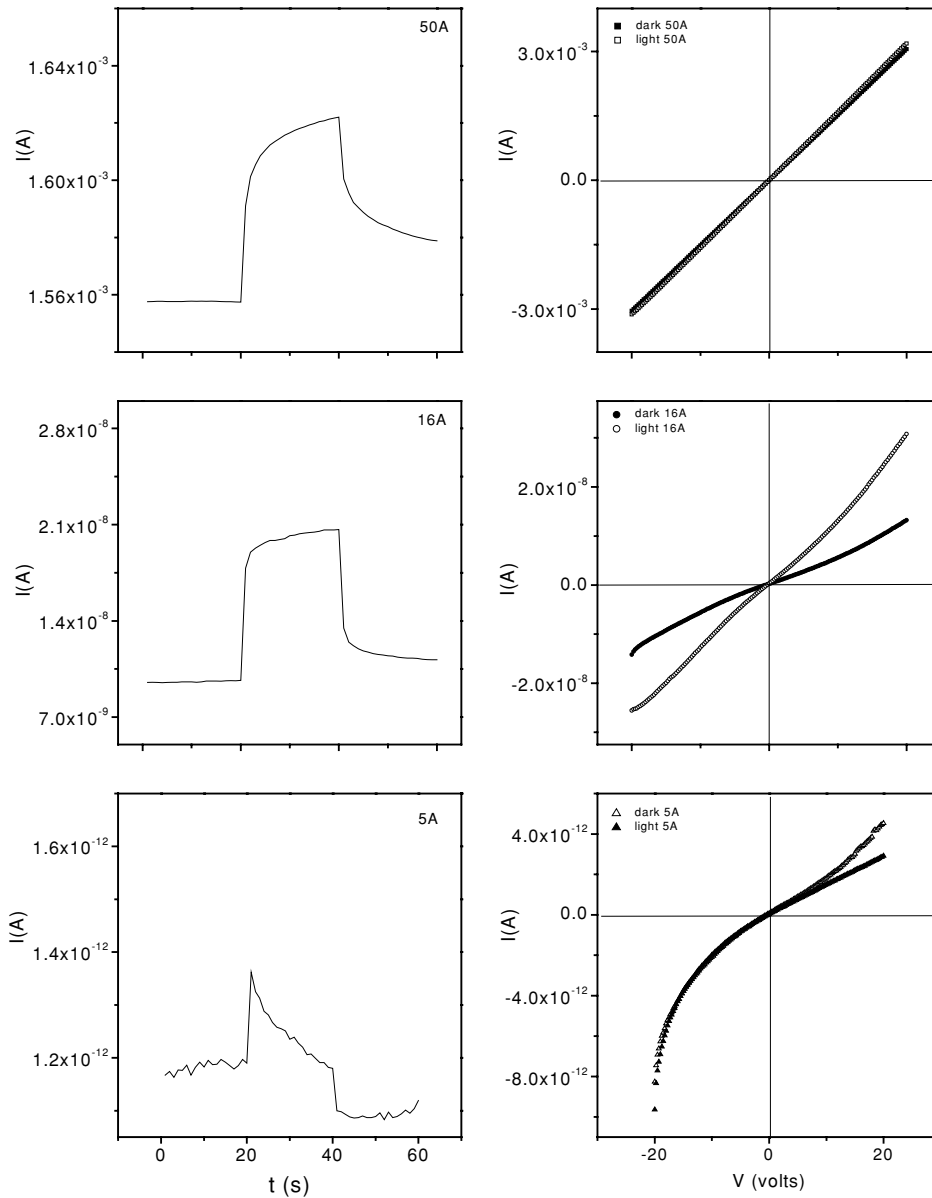 50A
1.64x10⁻³
1.60x10⁻³
1.56x10⁻³
I(A)
■ dark 50A
□ light 50A
3.0x10⁻³
0.0
-3.0x10⁻³
I(A)
16A
2.8x10⁻⁸
2.1x10⁻⁸
1.4x10⁻⁸
7.0x10⁻⁹
I(A)
● dark 16A
○ light 16A
2.0x10⁻⁸
0.0
-2.0x10⁻⁸
I(A)
5A
1.6x10⁻¹²
1.4x10⁻¹²
1.2x10⁻¹²
I(A)
0 20 40 60
t (s)
△ dark 5A
▲ light 5A
4.0x10⁻¹²
0.0
-4.0x10⁻¹²
-8.0x10⁻¹²
I(A)
-20 0 20
V (volts)